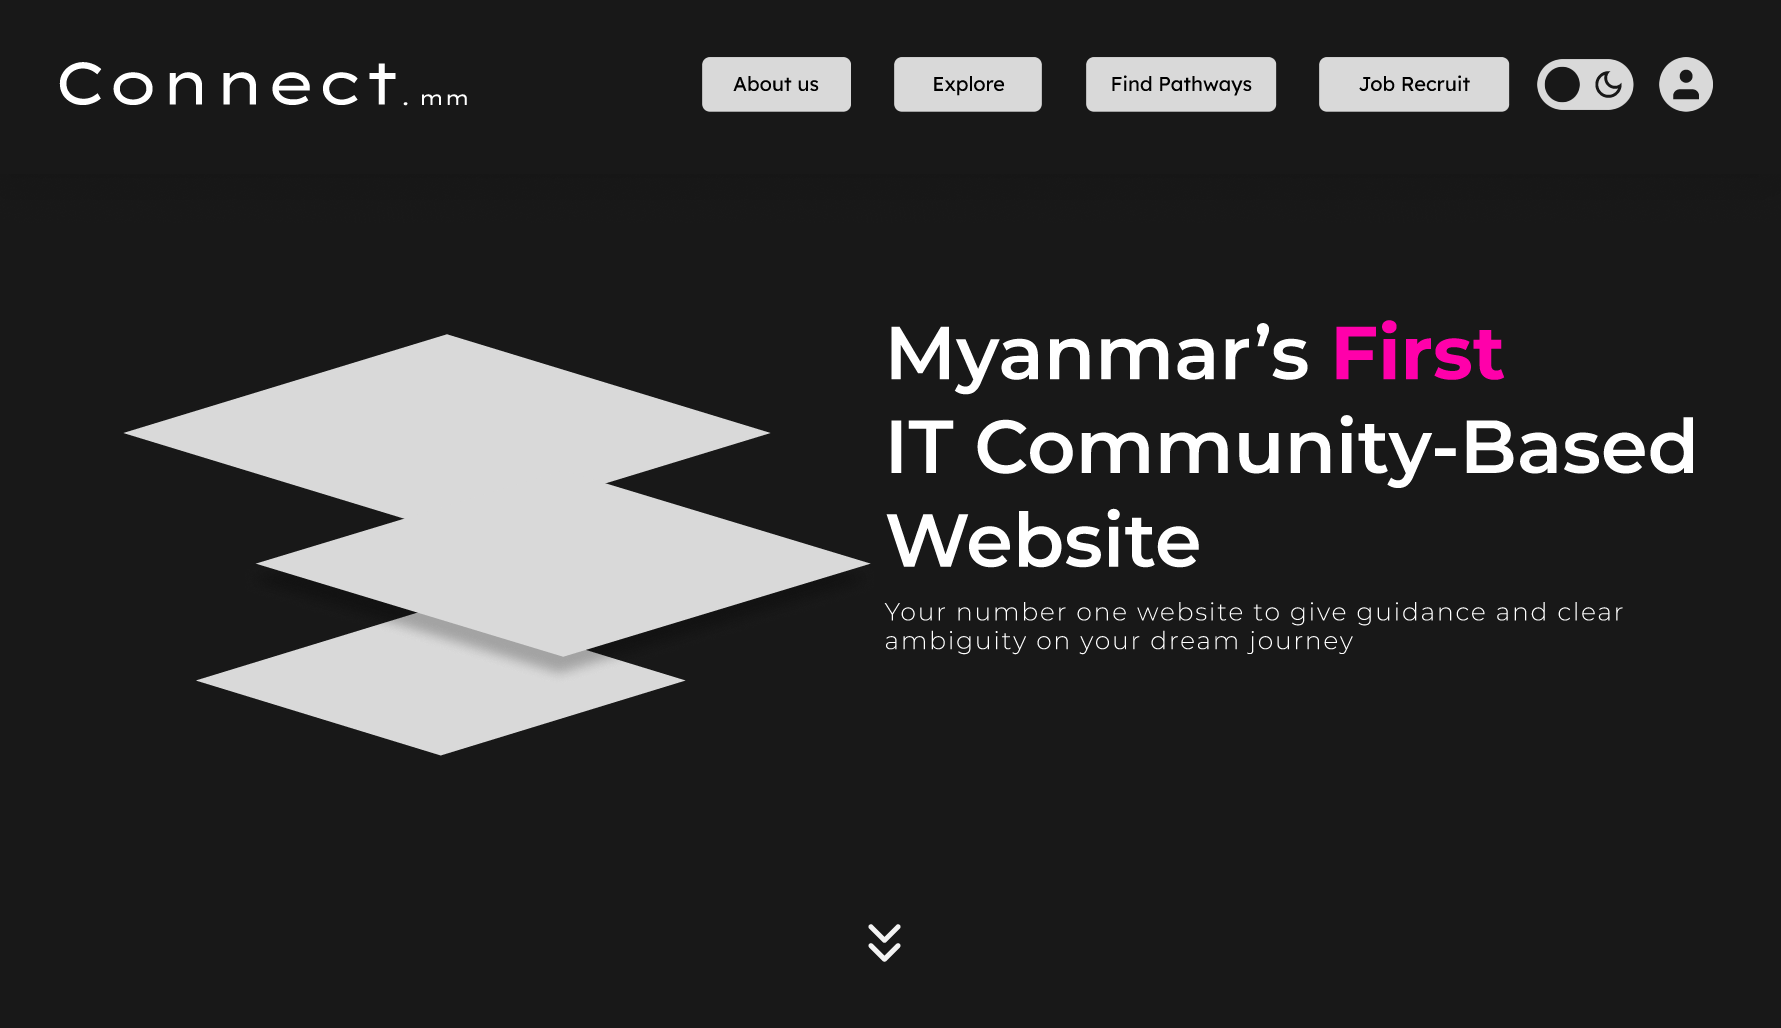 Connect. mm
About us
Explore
Find Pathways
Job Recruit
Myanmar’s First
IT Community-Based
Website
Your number one website to give guidance and clear
ambiguity on your dream journey